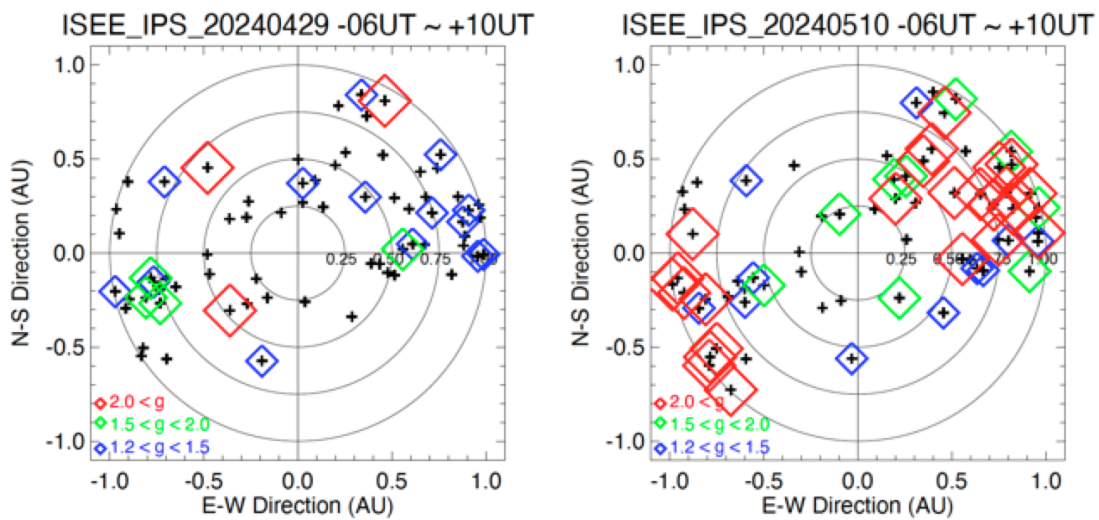 ISEE_IPS_20240429 -06UT ~ +10UT
1.0
0.5
0.0
-0.5
-1.0
N-S Direction (AU)
0.25
0.75
2.0 < g
1.5 < g < 2.0
1.2 < g < 1.5
-1.0 -0.5 0.0 0.5 1.0
E-W Direction (AU)
ISEE_IPS_20240510 -06UT ~ +10UT
1.0
0.5
0.0
-0.5
-1.0
N-S Direction (AU)
0.25
2.0 < g
1.5 < g < 2.0
1.2 < g < 1.5
-1.0 -0.5 0.0 0.5 1.0
E-W Direction (AU)